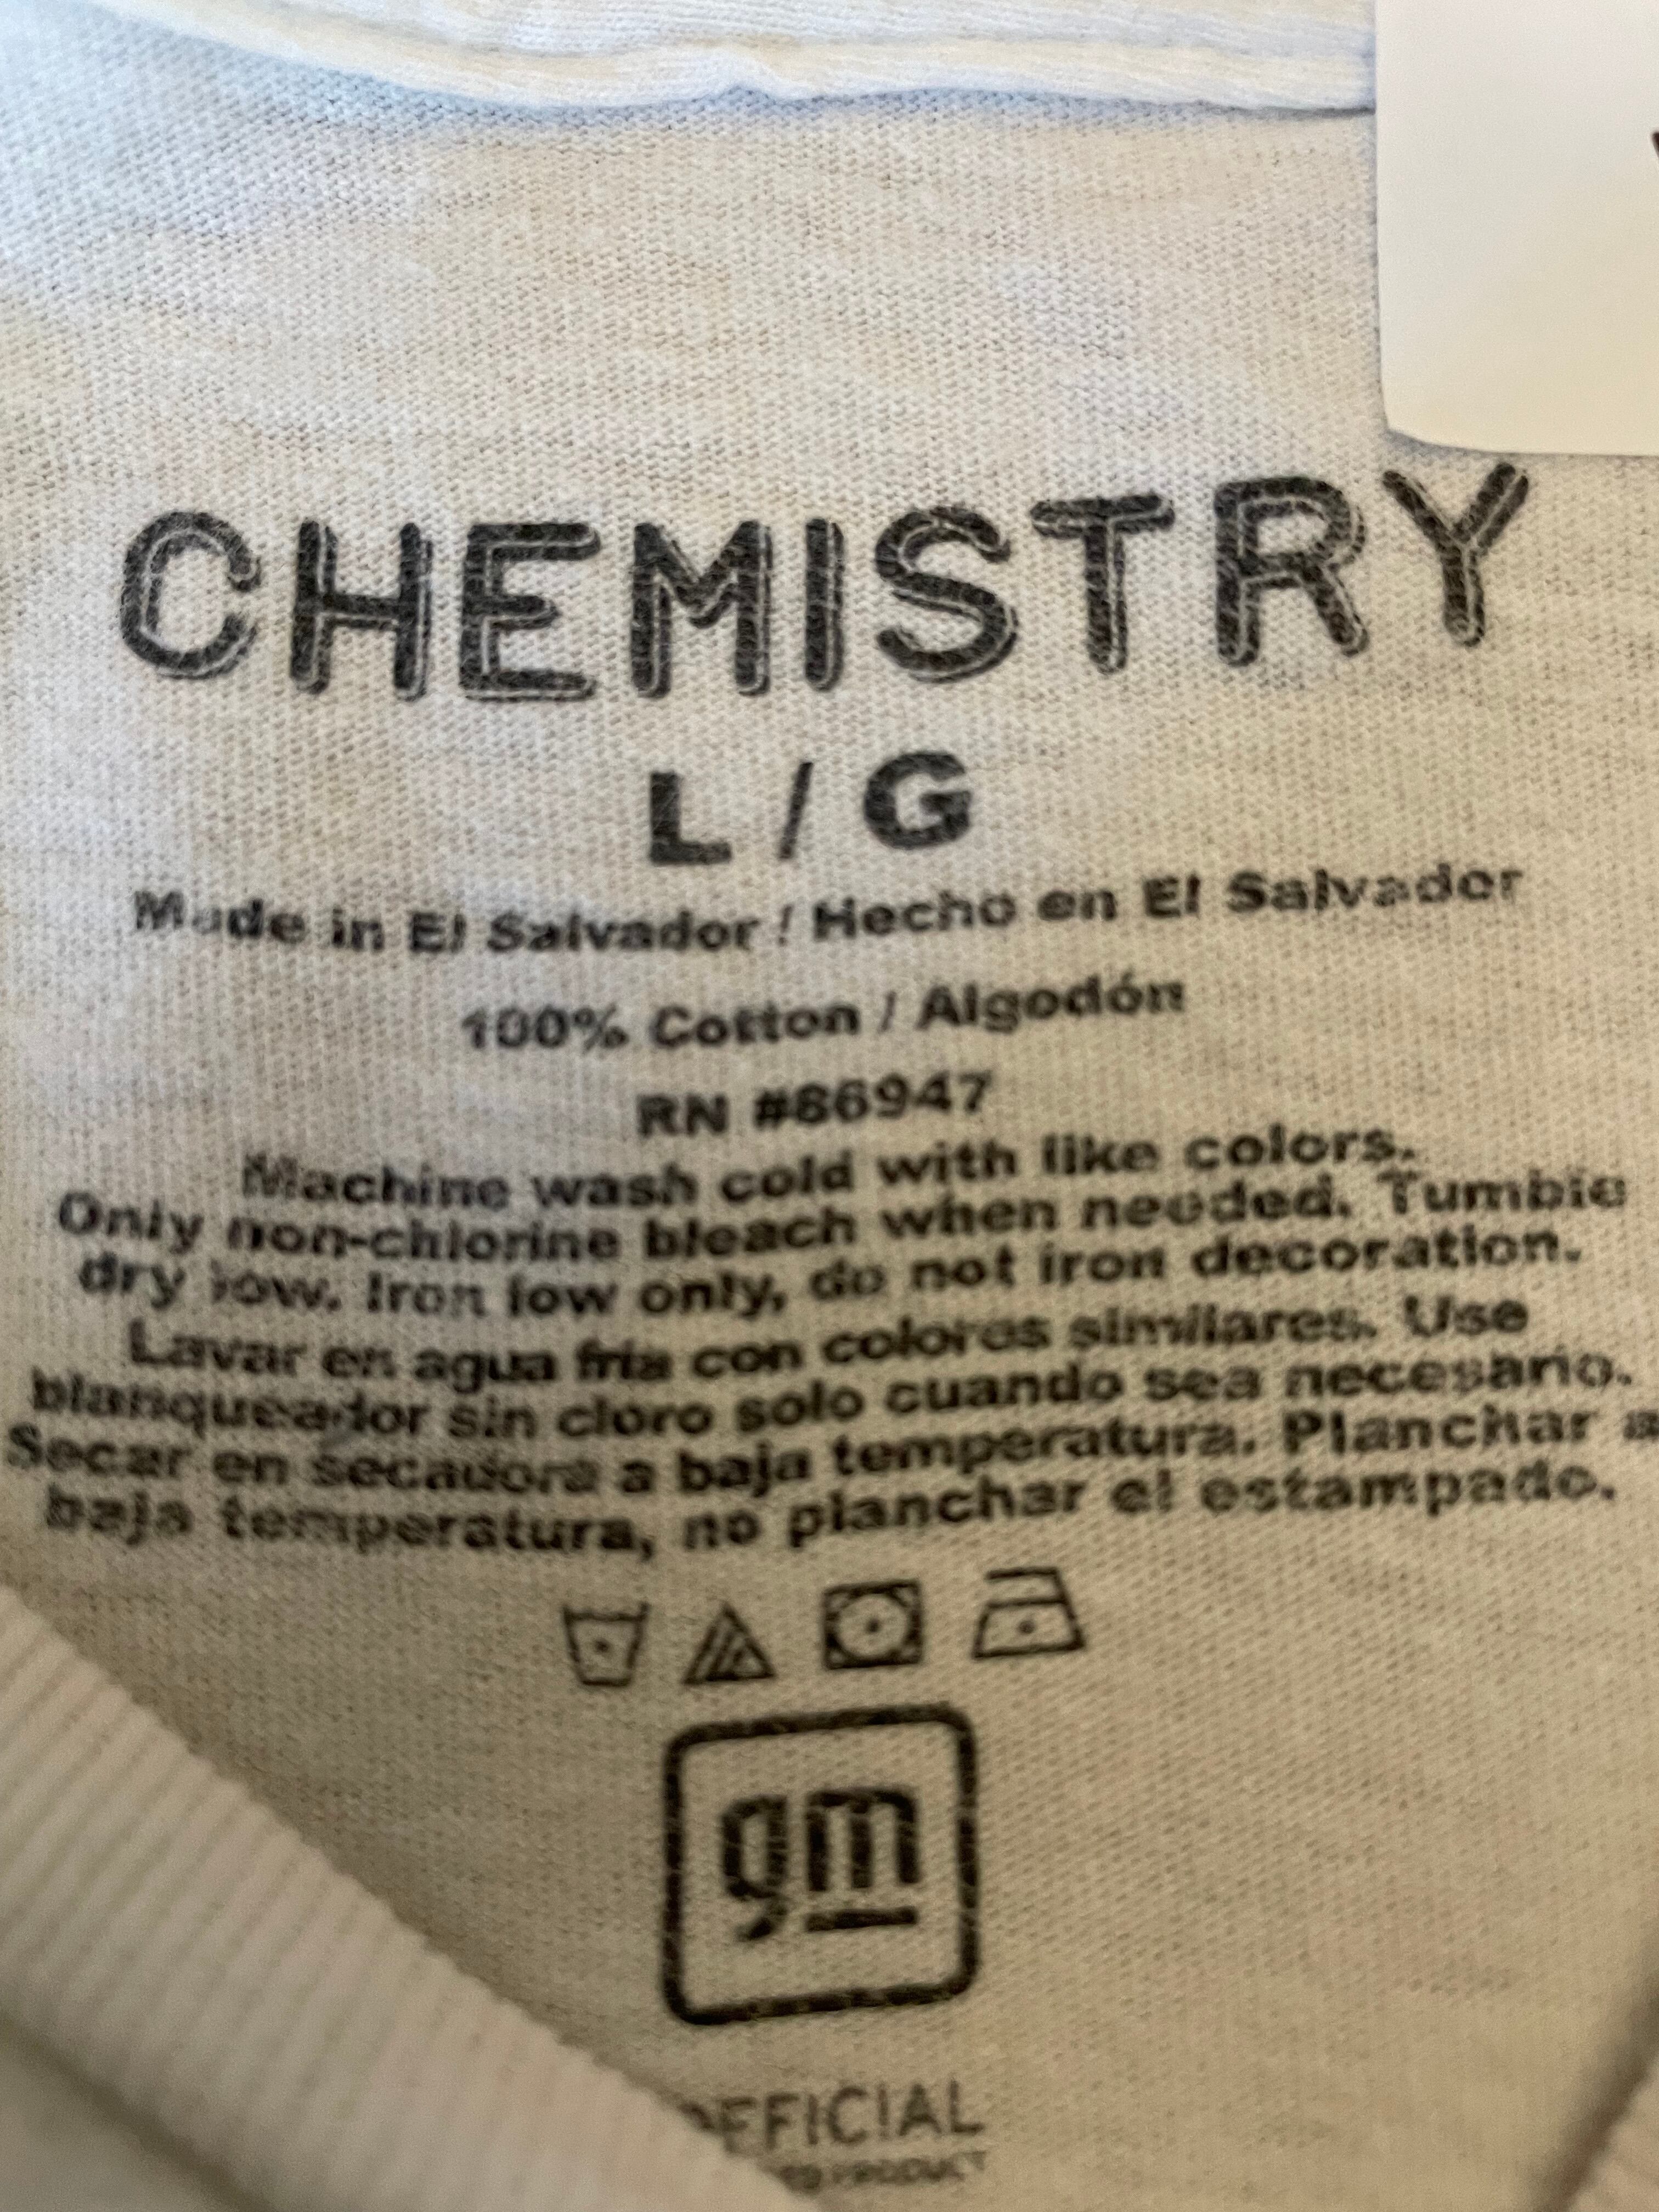 CHEMISTRY
L / G
Made in El Salvador / Hecho en El Salvador
100% Cotton / Algodón
RN #86947
Machine wash cold with like colors.
Only non-chlorine bleach when needed. Tumble
dry low. Iron low only, do not iron decoration.
Lavar en agua fría con colores similares. Use
blanqueador sin cloro solo cuando sea necesario.
Secar en secadora a baja temperatura. Planchar a
baja temperatura, no planchar el estampado.
gm
OFFICIAL
PRODUCT